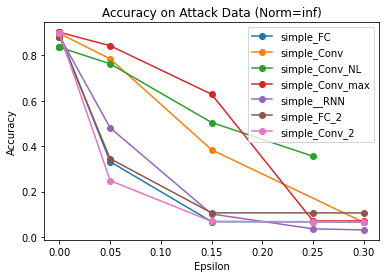 Accuracy on Attack Data (Norm=inf)
simple_FC
simple_Conv
simple_Conv_NL
simple_Conv_max
simple__RNN
simple_FC_2
simple_Conv_2
Accuracy
0.8
0.6
0.4
0.2
0.0
0.00 0.05 0.10 0.15 0.20 0.25 0.30
Epsilon